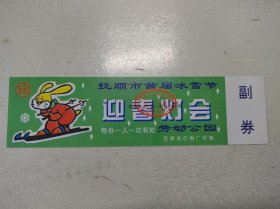 抚顺市首届冰雪节
迎春灯会
每券一人一次有效 劳动公园
副券